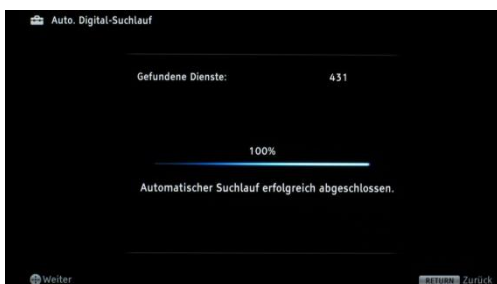 Auto. Digital-Suchlauf
Gefundene Dienste: 431
100%
Automatischer Suchlauf erfolgreich abgeschlossen.
Weiter
RETURN Zurück